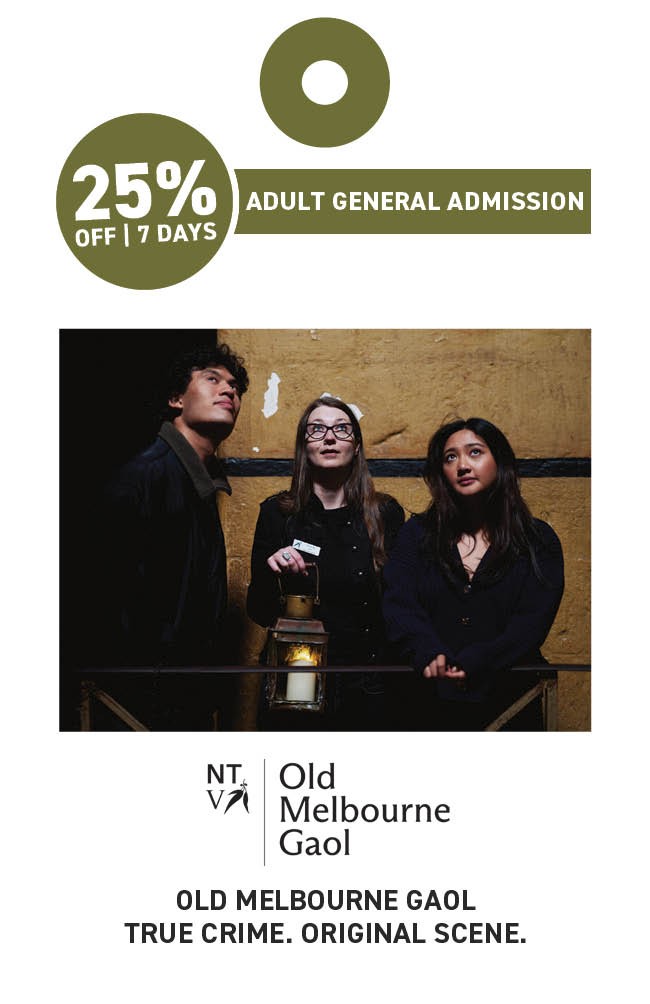 25%
OFF | 7 DAYS
ADULT GENERAL ADMISSION
NT
V
Old
Melbourne
Gaol
OLD MELBOURNE GAOL
TRUE CRIME. ORIGINAL SCENE.